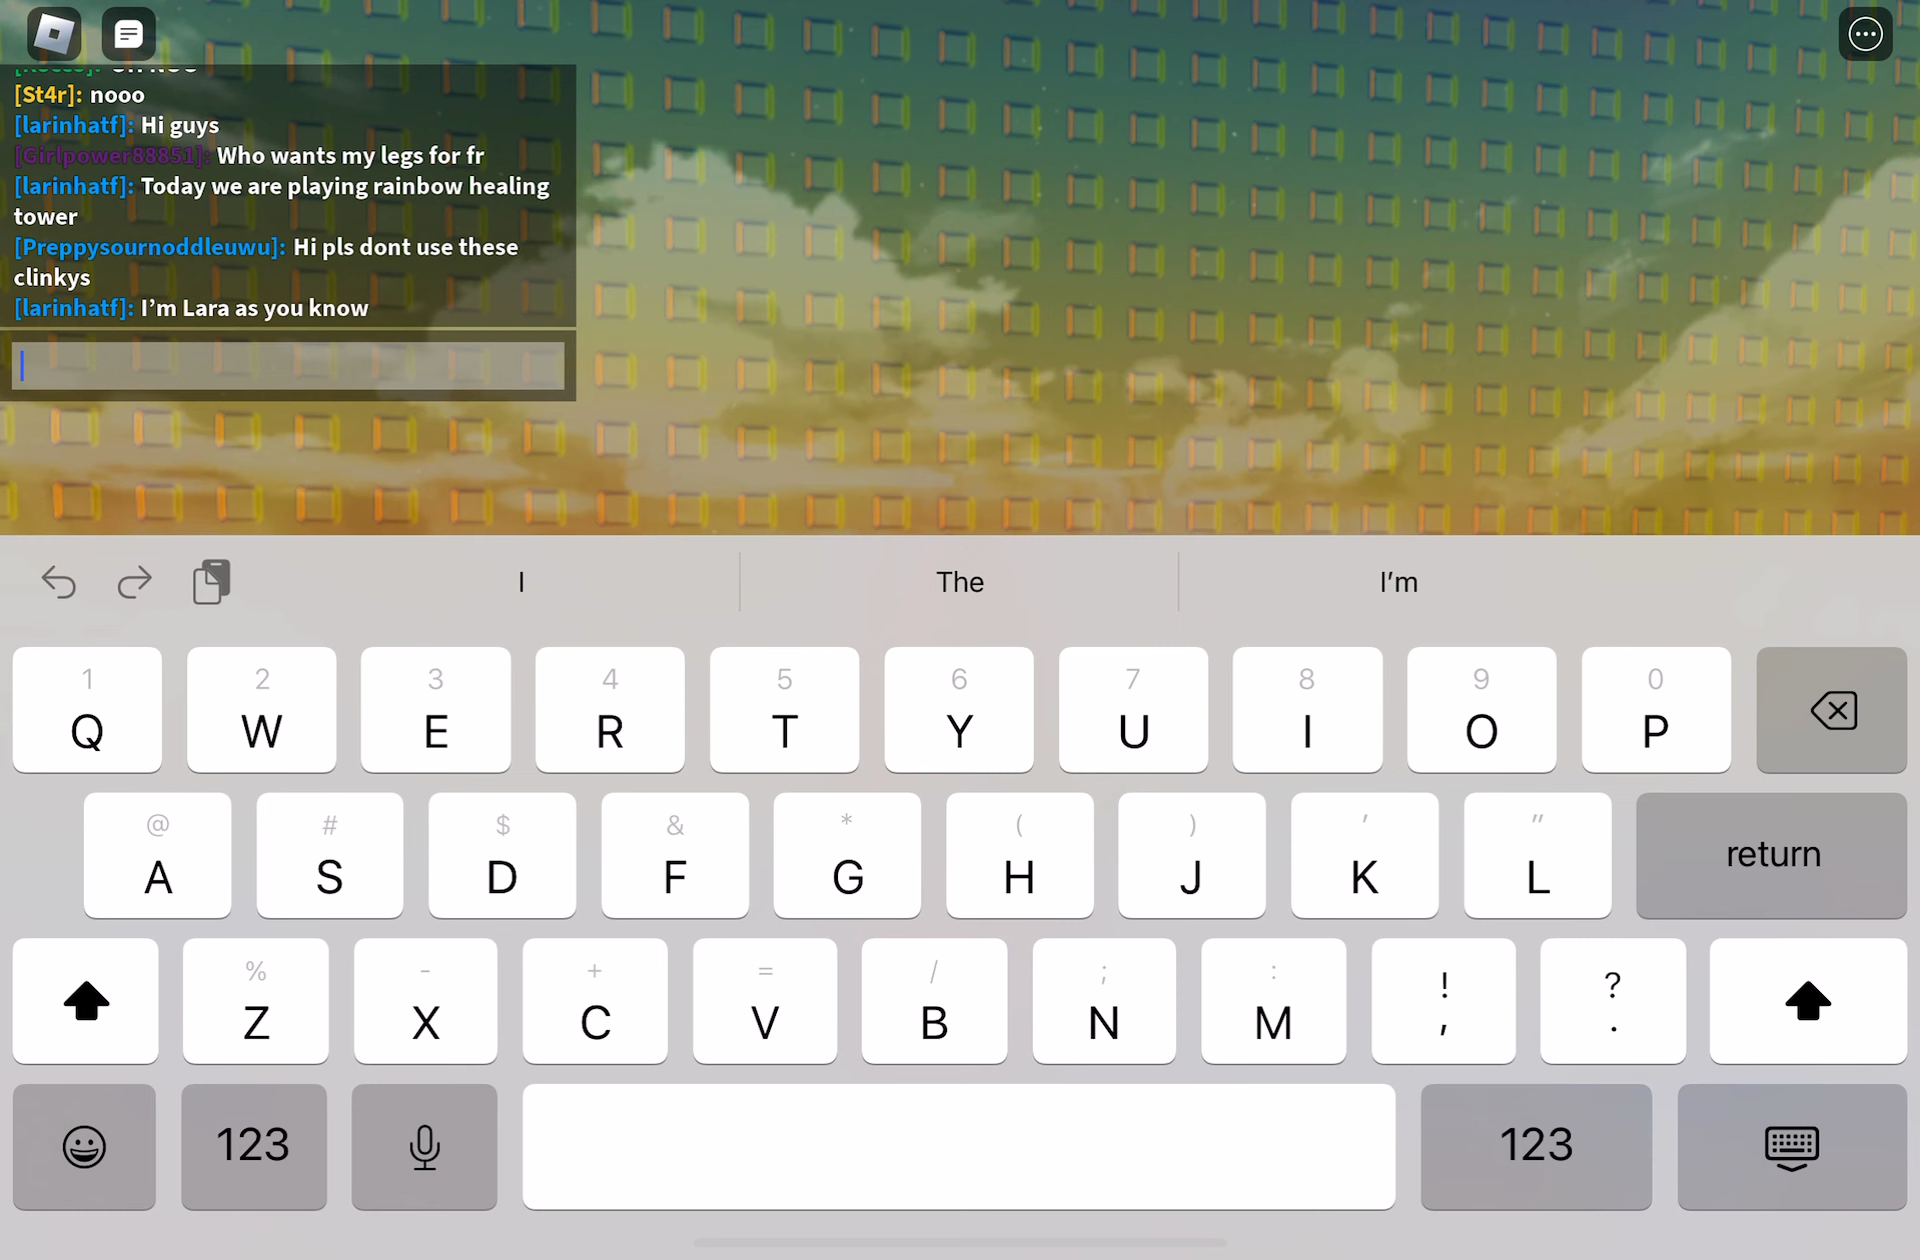 [St4r]: nooo
[larinhatf]: Hi guys
[Girlpower88851]: Who wants my legs for fr
[larinhatf]: Today we are playing rainbow healing
tower
[Preppysournoddleuwu]: Hi pls dont use these
clinkys
[larinhatf]: I’m Lara as you know
I The I’m
1 2 3 4 5 6 7 8 9 0
Q W E R T Y U I O P
@ # $ & * ( ) ' "
A S D F G H J K L return
% - + = / ; : ! ?
Z X C V B N M , .
123 123